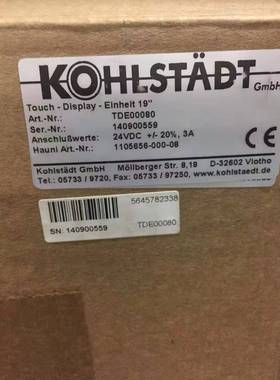 KOHLSTÄDT GmbH
Touch - Display - Einheit 19"
Art.-Nr.: TDE00080
Ser.-Nr.: 140900559
Anschlußwerte: 24VDC +/- 20%, 3A
Hauni Art.-Nr.: 1105656-000-08
CE
Kohlstädt GmbH Möllberger Str. 8,19 D-32602 Vlotho
Tel.: 05733 / 9720, Fax: 05733 / 97250, www.kohlstaedt.de
5645782338
SN: 140900559 TDE00080